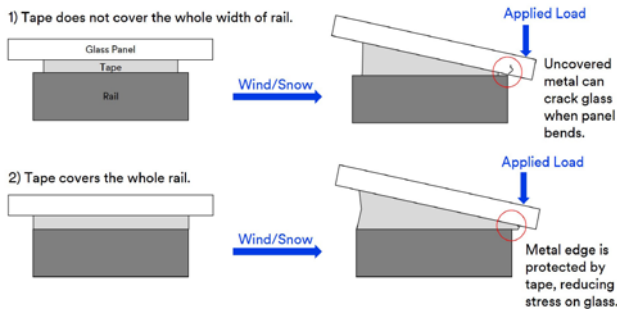 1) Tape does not cover the whole width of rail.
Glass Panel
Tape
Rail
Wind/Snow
Applied Load
Uncovered
metal can
crack glass
when panel
bends.
2) Tape covers the whole rail.
Wind/Snow
Applied Load
Metal edge is
protected by
tape, reducing
stress on glass.